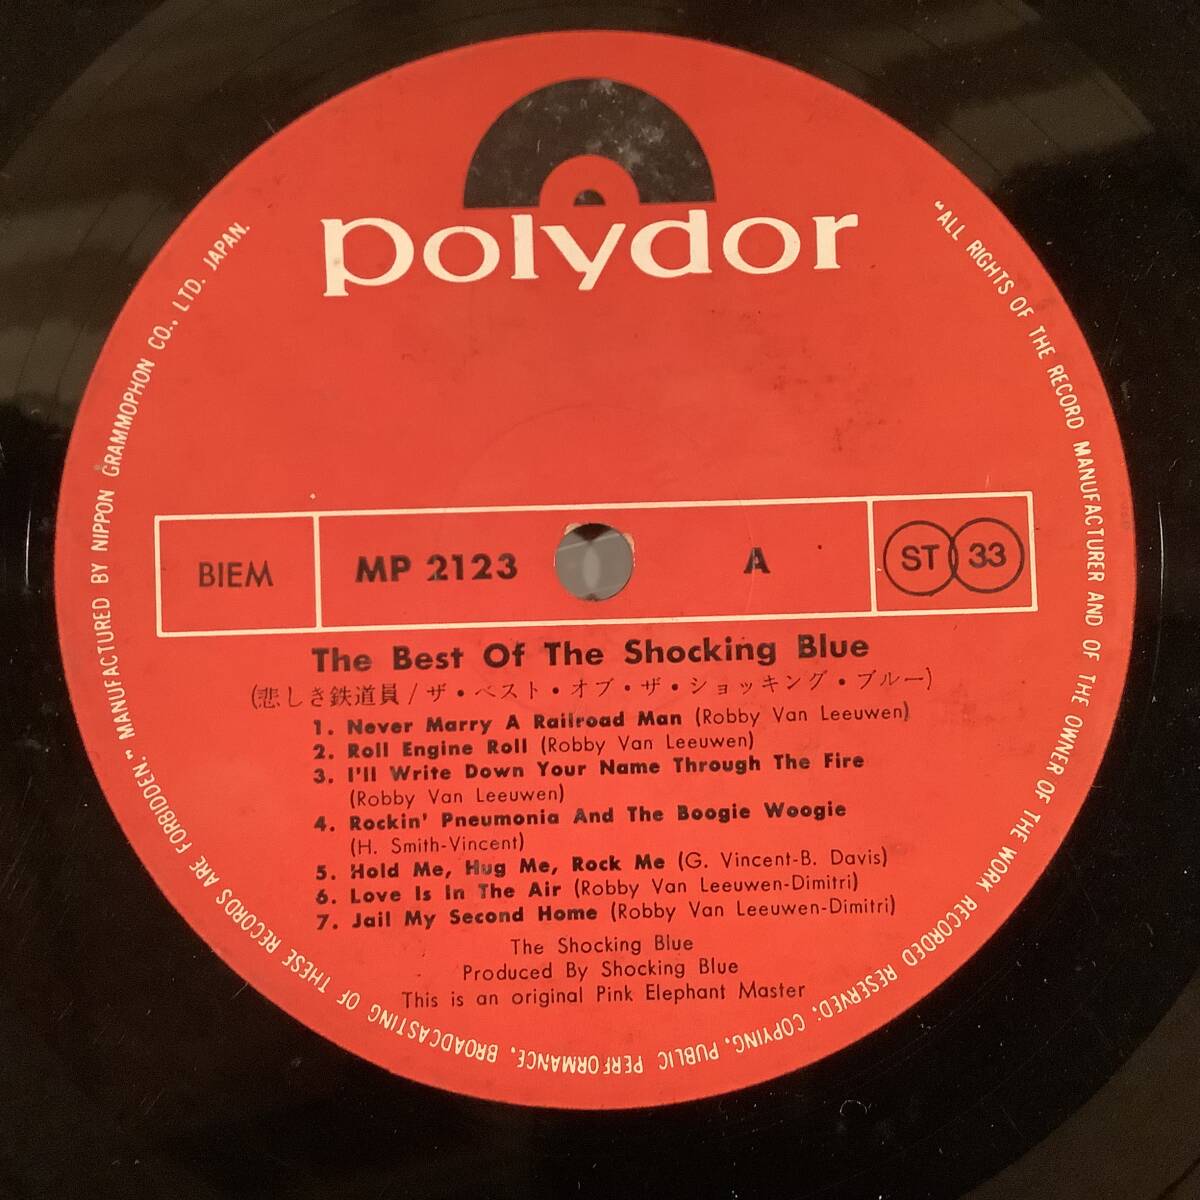 polydor
"ALL RIGHTS OF THE RECORD MANUFACTURER AND OF THE OWNER OF THE WORK RECORDED RESERVED; COPYING, PUBLIC PERFORMANCE, BROADCASTING OF THESE RECORDS ARE FORBIDDEN." MANUFACTURED BY NIPPON GRAMMOPHON CO., LTD. JAPAN.
BIEM MP 2123 A ST 33
The Best Of The Shocking Blue
(悲しき鉄道員/ザ・ベスト・オブ・ザ・ショッキング・ブルー)
1. Never Marry A Railroad Man (Robby Van Leeuwen)
2. Roll Engine Roll (Robby Van Leeuwen)
3. I'll Write Down Your Name Through The Fire
(Robby Van Leeuwen)
4. Rockin' Pneumonia And The Boogie Woogie
(H. Smith-Vincent)
5. Hold Me, Hug Me, Rock Me (G. Vincent-B. Davis)
6. Love Is In The Air (Robby Van Leeuwen-Dimitri)
7. Jail My Second Home (Robby Van Leeuwen-Dimitri)
The Shocking Blue
Produced By Shocking Blue
This is an original Pink Elephant Master